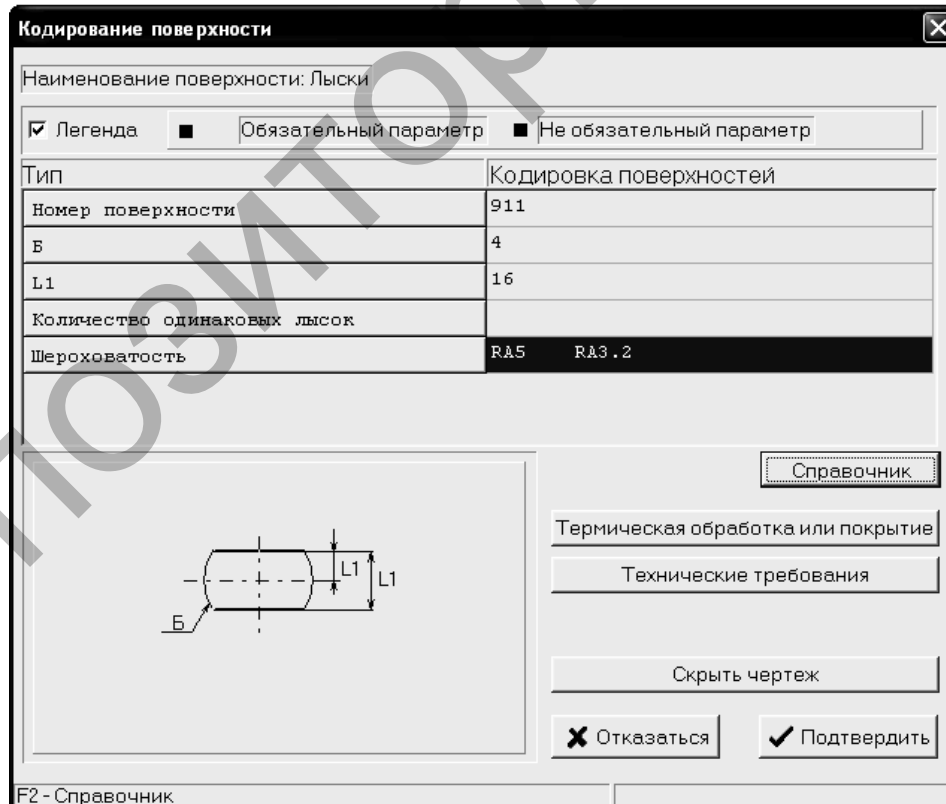 Кодирование поверхности
Наименование поверхности: Лыски
Легенда Обязательный параметр Не обязательный параметр
Тип Кодировка поверхностей
Номер поверхности 911
Б 4
L1 16
Количество одинаковых лысок
Шероховатость RA5 RA3.2
Справочник
Термическая обработка или покрытие
L1 L1
Технические требования
Б
Скрыть чертеж
Отказаться Подтвердить
F2 - Справочник